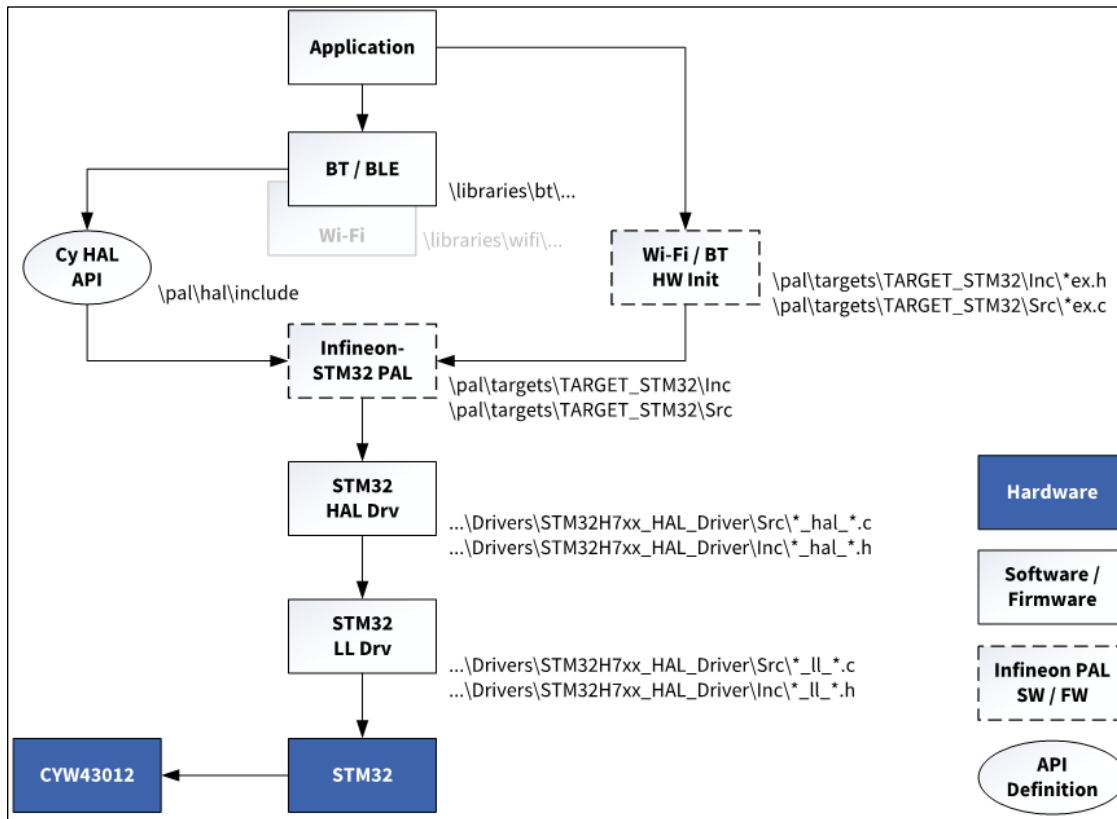 Application
BT / BLE
\libraries\bt\...
Wi-Fi
\libraries\wifi\...
Cy HAL
API
\pal\hal\include
Wi-Fi / BT
HW Init
\pal\targets\TARGET_STM32\Inc\*ex.h
\pal\targets\TARGET_STM32\Src\*ex.c
Infineon-
STM32 PAL
\pal\targets\TARGET_STM32\Inc
\pal\targets\TARGET_STM32\Src
STM32
HAL Drv
...\Drivers\STM32H7xx_HAL_Driver\Src\*_hal_*.c
...\Drivers\STM32H7xx_HAL_Driver\Inc\*_hal_*.h
STM32
LL Drv
...\Drivers\STM32H7xx_HAL_Driver\Src\*_ll_*.c
...\Drivers\STM32H7xx_HAL_Driver\Inc\*_ll_*.h
CYW43012
STM32
Hardware
Software /
Firmware
Infineon PAL
SW / FW
API
Definition